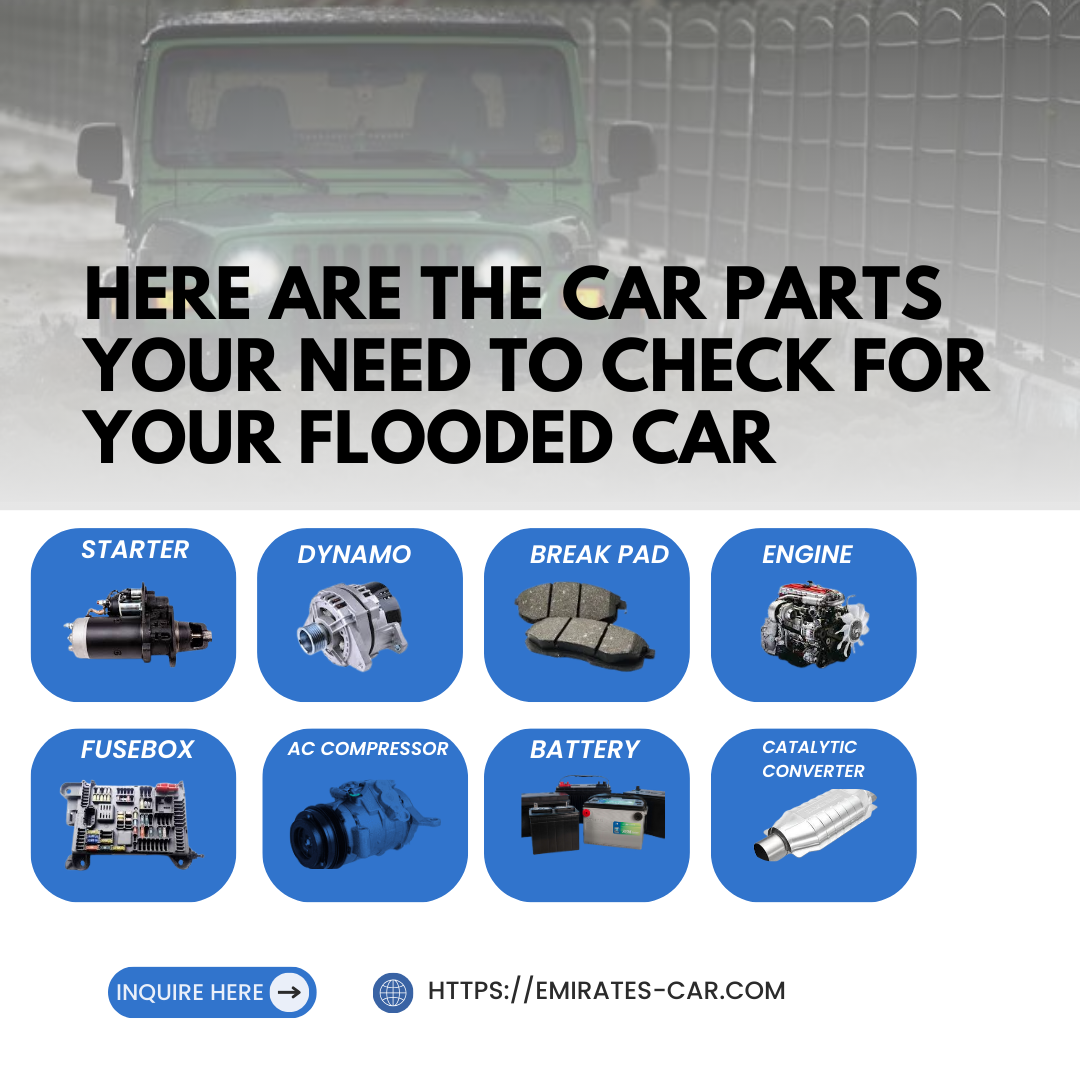 HERE ARE THE CAR PARTS
YOUR NEED TO CHECK FOR
YOUR FLOODED CAR
STARTER
DYNAMO
BREAK PAD
ENGINE
FUSEBOX
AC COMPRESSOR
BATTERY
CATALYTIC
CONVERTER
INQUIRE HERE
HTTPS://EMIRATES-CAR.COM